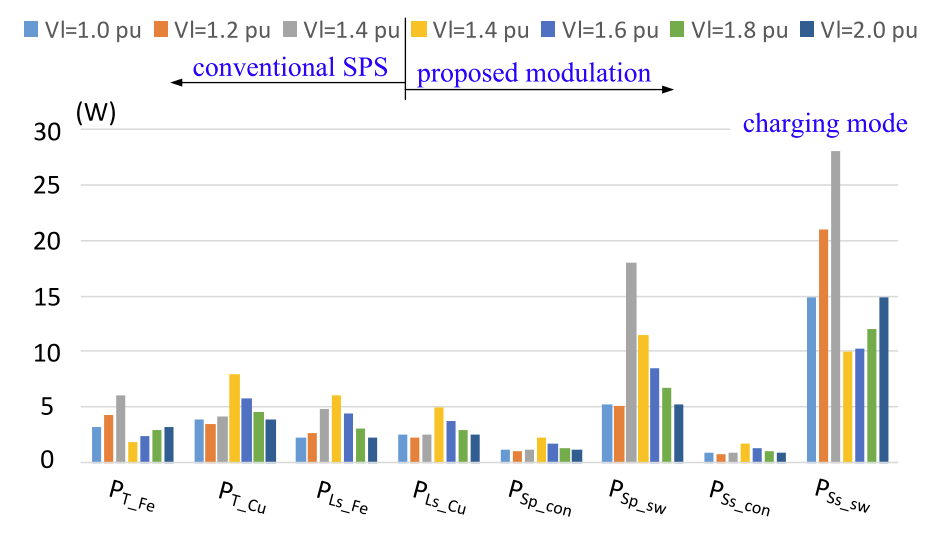 Vl=1.0 pu Vl=1.2 pu Vl=1.4 pu Vl=1.4 pu Vl=1.6 pu Vl=1.8 pu Vl=2.0 pu
conventional SPS proposed modulation
(W)
charging mode
30
25
20
15
10
5
0
PT_Fe PT_Cu PLs_Fe PLs_Cu PSp_con PSp_sw PSs_con PSs_sw